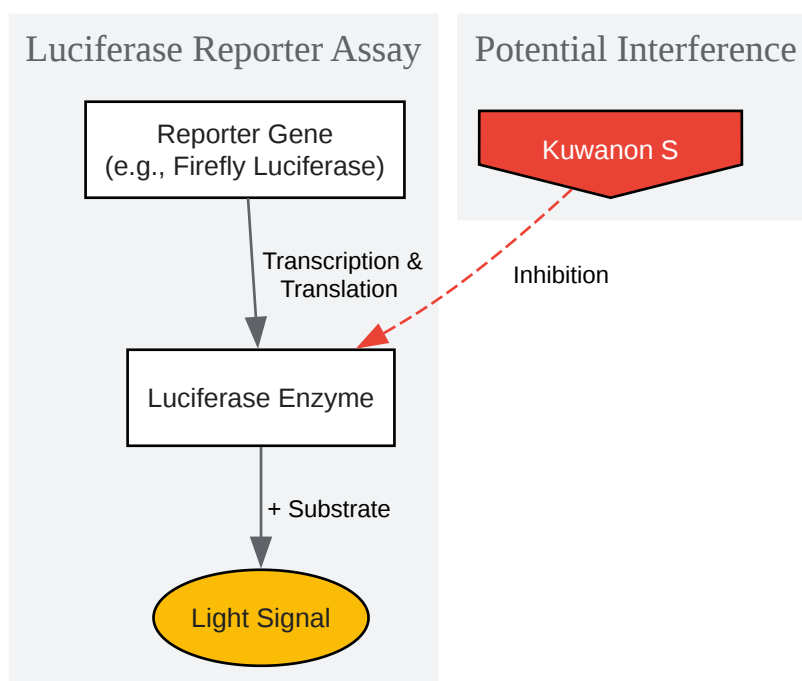 Luciferase Reporter Assay
Potential Interference
Reporter Gene
(e.g., Firefly Luciferase)
Kuwanon S
Transcription &
Translation
Inhibition
Luciferase Enzyme
+ Substrate
Light Signal